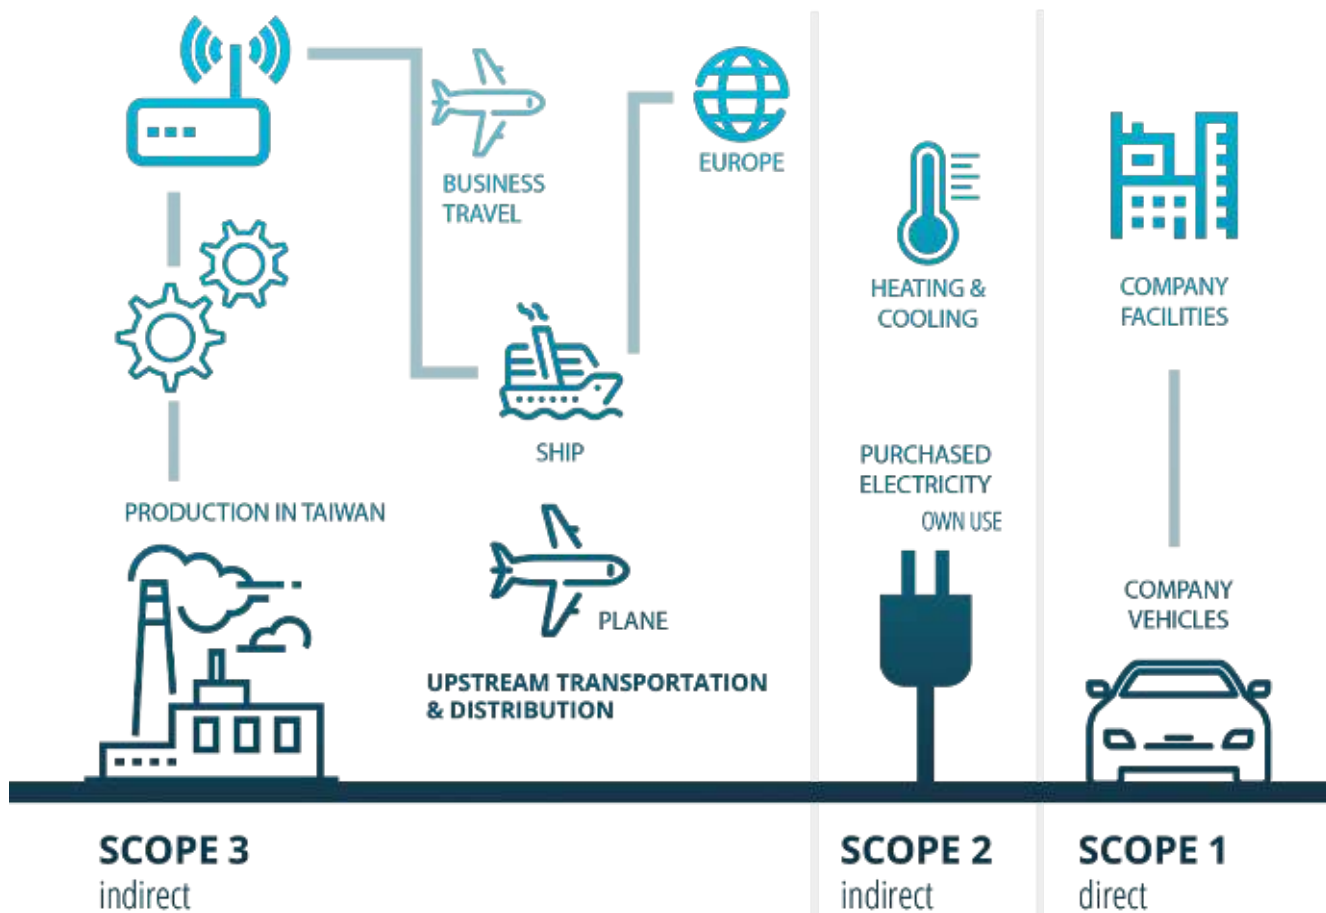 BUSINESS
TRAVEL
EUROPE
SHIP
PRODUCTION IN TAIWAN
PLANE
UPSTREAM TRANSPORTATION
& DISTRIBUTION
SCOPE 3
indirect
HEATING &
COOLING
PURCHASED
ELECTRICITY
OWN USE
SCOPE 2
indirect
COMPANY
FACILITIES
COMPANY
VEHICLES
SCOPE 1
direct